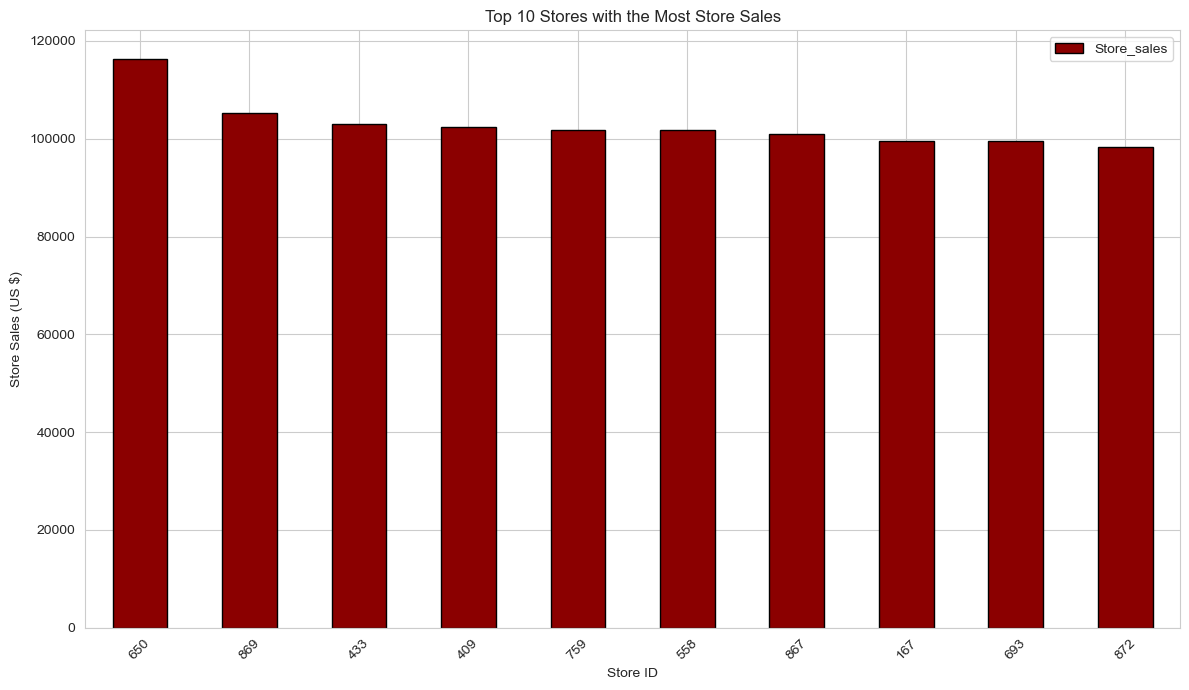 Top 10 Stores with the Most Store Sales
Store_sales
120000
100000
80000
60000
40000
20000
0
Store Sales (US $)
650 869 433 409 759 558 867 167 693 872
Store ID